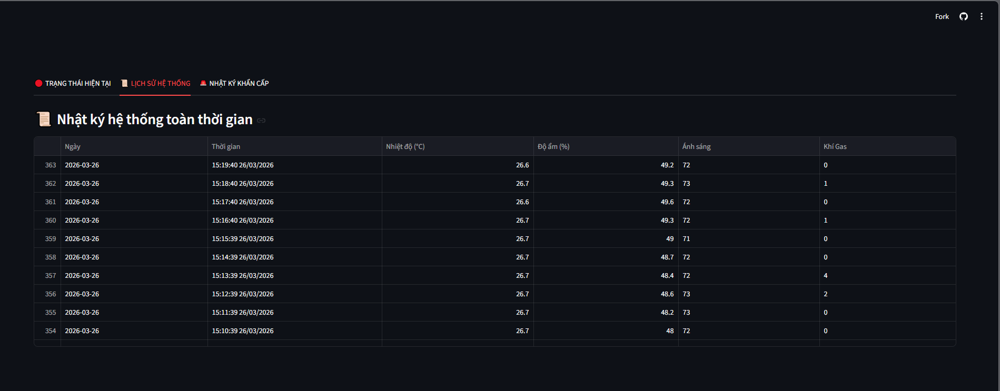 Fork
TRẠNG THÁI HIỆN TẠI LỊCH SỬ HỆ THỐNG NHẬT KÝ KHẨN CẤP
Nhật ký hệ thống toàn thời gian
Ngày Thời gian Nhiệt độ (°C) Độ ẩm (%) Ánh sáng Khí Gas
363 2026-03-26 15:19:40 26/03/2026 26.6 49.2 72 0
362 2026-03-26 15:18:40 26/03/2026 26.7 49.3 73 1
361 2026-03-26 15:17:40 26/03/2026 26.6 49.6 72 0
360 2026-03-26 15:16:40 26/03/2026 26.7 49.3 72 1
359 2026-03-26 15:15:39 26/03/2026 26.7 49 71 0
358 2026-03-26 15:14:39 26/03/2026 26.7 48.7 72 0
357 2026-03-26 15:13:39 26/03/2026 26.7 48.4 72 4
356 2026-03-26 15:12:39 26/03/2026 26.7 48.6 73 2
355 2026-03-26 15:11:39 26/03/2026 26.7 48.2 73 0
354 2026-03-26 15:10:39 26/03/2026 26.7 48 72 0